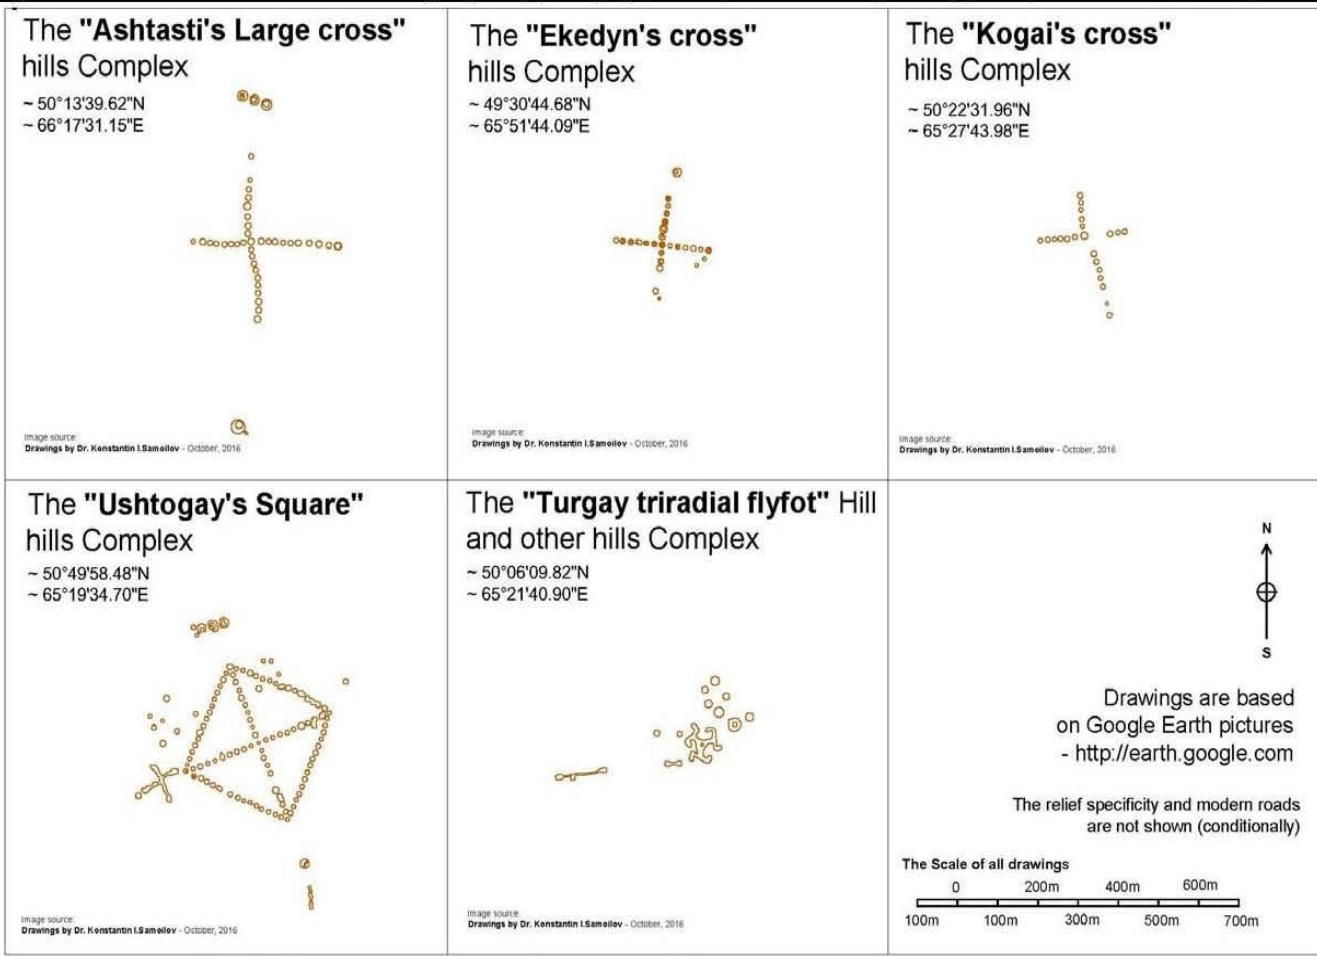 The "Ashtasti's Large cross"
hills Complex
~ 50°13'39.62"N
~ 66°17'31.15"E
Image source:
Drawings by Dr. Konstantin I.Samoilov - October, 2016
The "Ekedyn's cross"
hills Complex
~ 49°30'44.68"N
~ 65°51'44.09"E
Image source:
Drawings by Dr. Konstantin I.Samoilov - October, 2016
The "Kogai's cross"
hills Complex
~ 50°22'31.96"N
~ 65°27'43.98"E
Image source:
Drawings by Dr. Konstantin I.Samoilov - October, 2016
The "Ushtogay's Square"
hills Complex
~ 50°49'58.48"N
~ 65°19'34.70"E
Image source:
Drawings by Dr. Konstantin I.Samoilov - October, 2016
The "Turgay triradial flyfot" Hill
and other hills Complex
~ 50°06'09.82"N
~ 65°21'40.90"E
Image source:
Drawings by Dr. Konstantin I.Samoilov - October, 2016
N
S
Drawings are based
on Google Earth pictures
- http://earth.google.com
The relief specificity and modern roads
are not shown (conditionally)
The Scale of all drawings
0 200m 400m 600m
100m 100m 300m 500m 700m